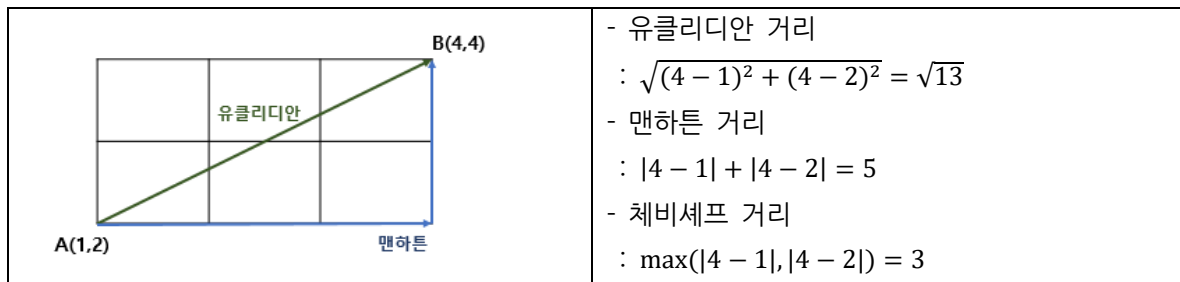 B(4,4)
유클리디안
A(1,2)
맨하튼
- 유클리디안 거리
: √((4 − 1)² + (4 − 2)²) = √13
- 맨하튼 거리
: |4 − 1| + |4 − 2| = 5
- 체비셰프 거리
: max(|4 − 1|, |4 − 2|) = 3